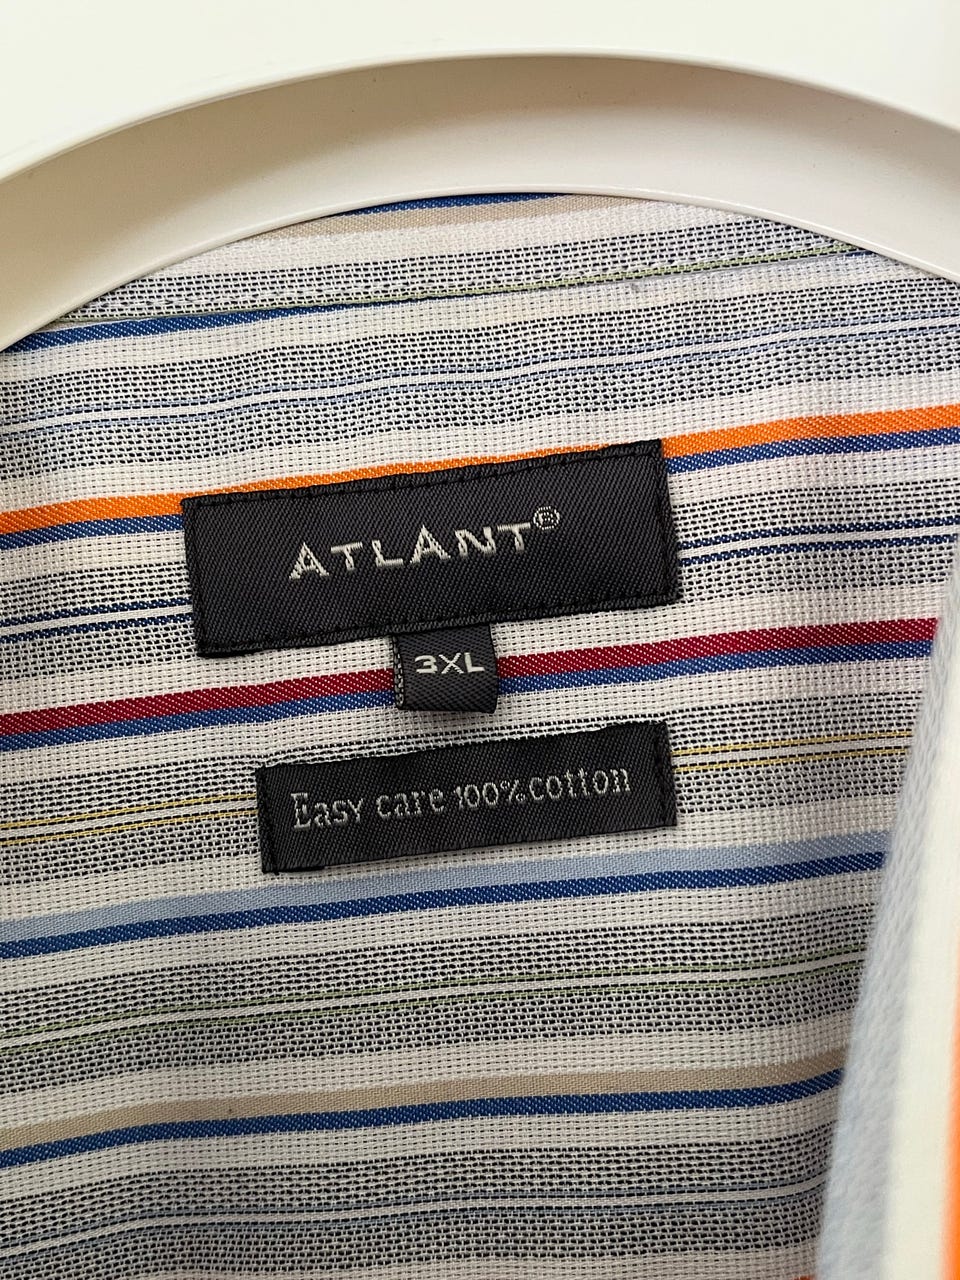 ATLANT®
3XL
Easy care 100% cotton